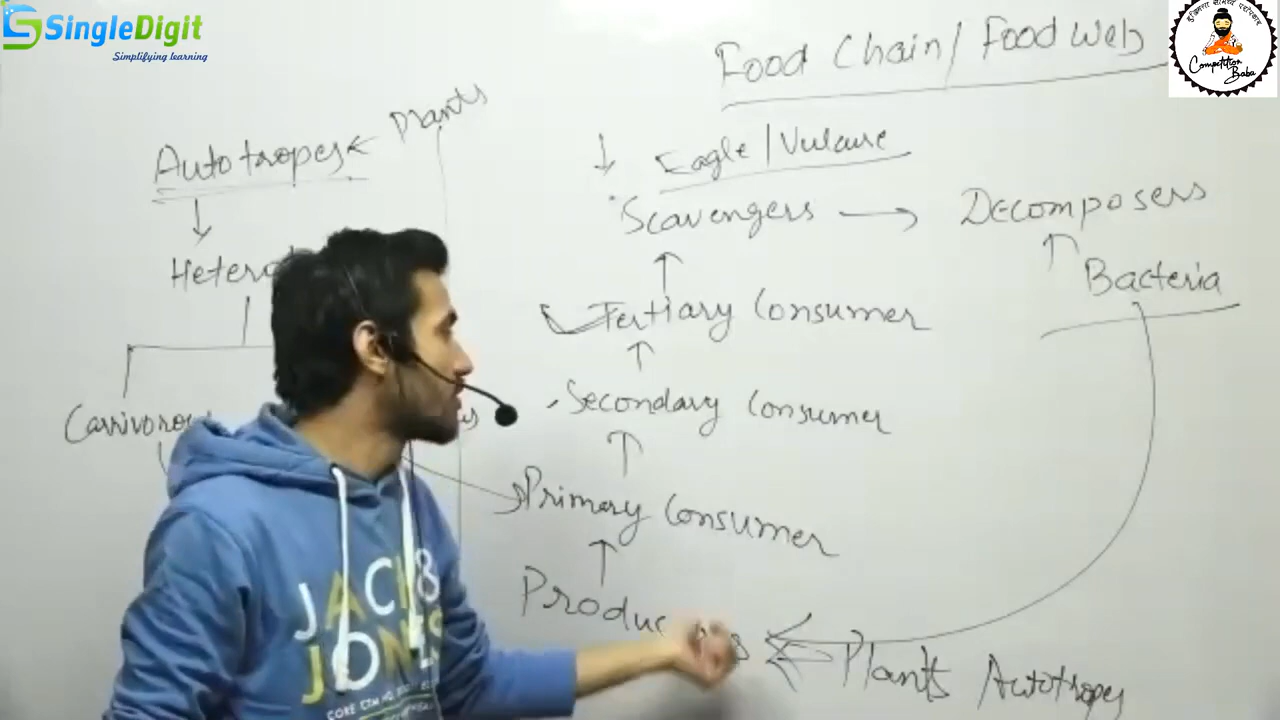 SingleDigit
Simplifying learning
Food Chain / Food Web
Competition
Baba
Autotropes
Plants
Eagle / Vulture
Scavengers
Decomposers
Bacteria
Tertiary Consumer
Carnivorous
Secondary Consumer
Primary Consumer
Plants Autotropes
JACK &
JONES